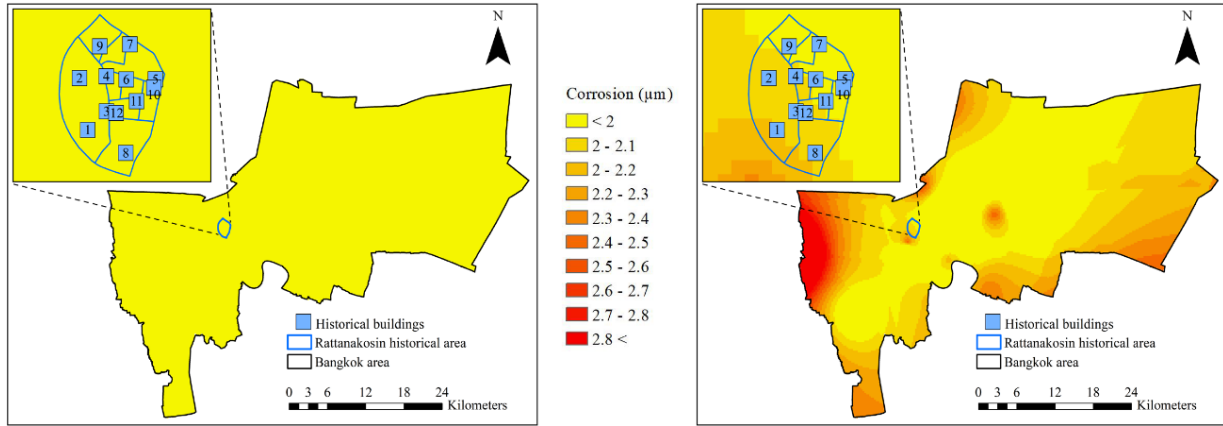 N
9
7
2
4
6
5
10
11
3
12
1
8
Historical buildings
Rattanakosin historical area
Bangkok area
0 3 6 12 18 24
Kilometers
Corrosion (µm)
< 2
2 - 2.1
2 - 2.2
2.2 - 2.3
2.3 - 2.4
2.4 - 2.5
2.5 - 2.6
2.6 - 2.7
2.7 - 2.8
2.8 <
N
9
7
2
4
6
5
10
11
3
12
1
8
Historical buildings
Rattanakosin historical area
Bangkok area
0 3 6 12 18 24
Kilometers